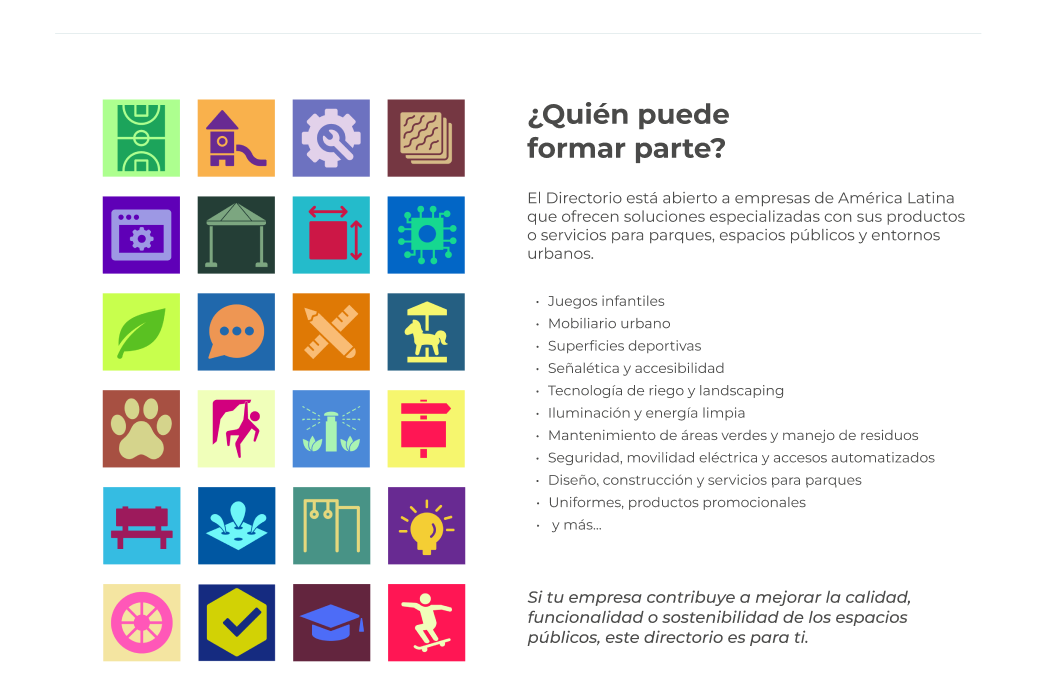 ¿Quién puede
formar parte?
El Directorio está abierto a empresas de América Latina
que ofrecen soluciones especializadas con sus productos
o servicios para parques, espacios públicos y entornos
urbanos.
• Juegos infantiles
• Mobiliario urbano
• Superficies deportivas
• Señalética y accesibilidad
• Tecnología de riego y landscaping
• Iluminación y energía limpia
• Mantenimiento de áreas verdes y manejo de residuos
• Seguridad, movilidad eléctrica y accesos automatizados
• Diseño, construcción y servicios para parques
• Uniformes, productos promocionales
• y más...
Si tu empresa contribuye a mejorar la calidad,
funcionalidad o sostenibilidad de los espacios
públicos, este directorio es para ti.